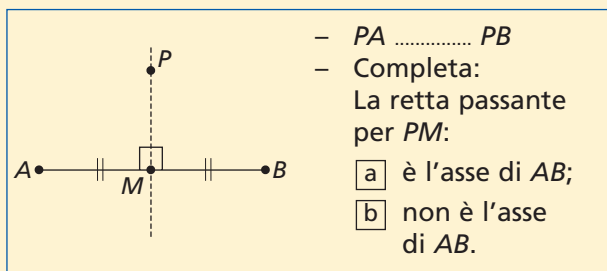 P
A
M
B
– PA ............... PB
– Completa:
La retta passante
per PM:
a è l'asse di AB;
b non è l'asse
di AB.